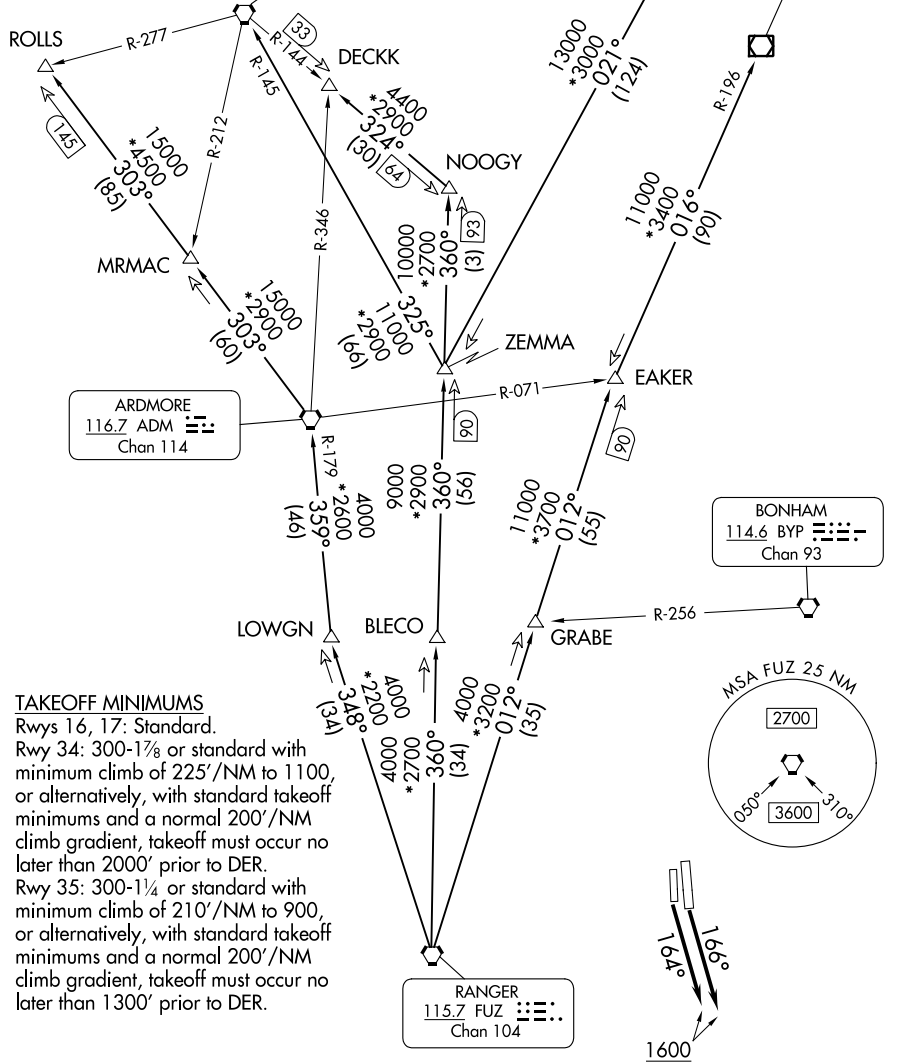 ROLLS
R-277
33
R-144
DECKK
R-145
13000
*3000
021°
(124)
R-196
145
15000
*4500
303°
(85)
R-212
4400
*2900
324°
(30)
64
NOOGY
R-346
93
10000
*2700
360°
(3)
11000
*3400
016°
(90)
MRMAC
15000
*2900
303°
(60)
325°
11000
*2900
(66)
ZEMMA
EAKER
R-071
ARDMORE
116.7 ADM
Chan 114
90
90
R-179
4000
*2600
359°
(46)
9000
*2900
360°
(56)
11000
*3700
012°
(55)
BONHAM
114.6 BYP
Chan 93
R-256
LOWGN
BLECO
GRABE
4000
*2200
348°
(34)
4000
*2700
360°
(34)
4000
*3200
012°
(35)
MSA FUZ 25 NM
2700
050°
310°
3600
TAKEOFF MINIMUMS
Rwys 16, 17: Standard.
Rwy 34: 300-1⅞ or standard with
minimum climb of 225'/NM to 1100,
or alternatively, with standard takeoff
minimums and a normal 200'/NM
climb gradient, takeoff must occur no
later than 2000' prior to DER.
Rwy 35: 300-1¼ or standard with
minimum climb of 210'/NM to 900,
or alternatively, with standard takeoff
minimums and a normal 200'/NM
climb gradient, takeoff must occur no
later than 1300' prior to DER.
RANGER
115.7 FUZ
Chan 104
164°
166°
1600